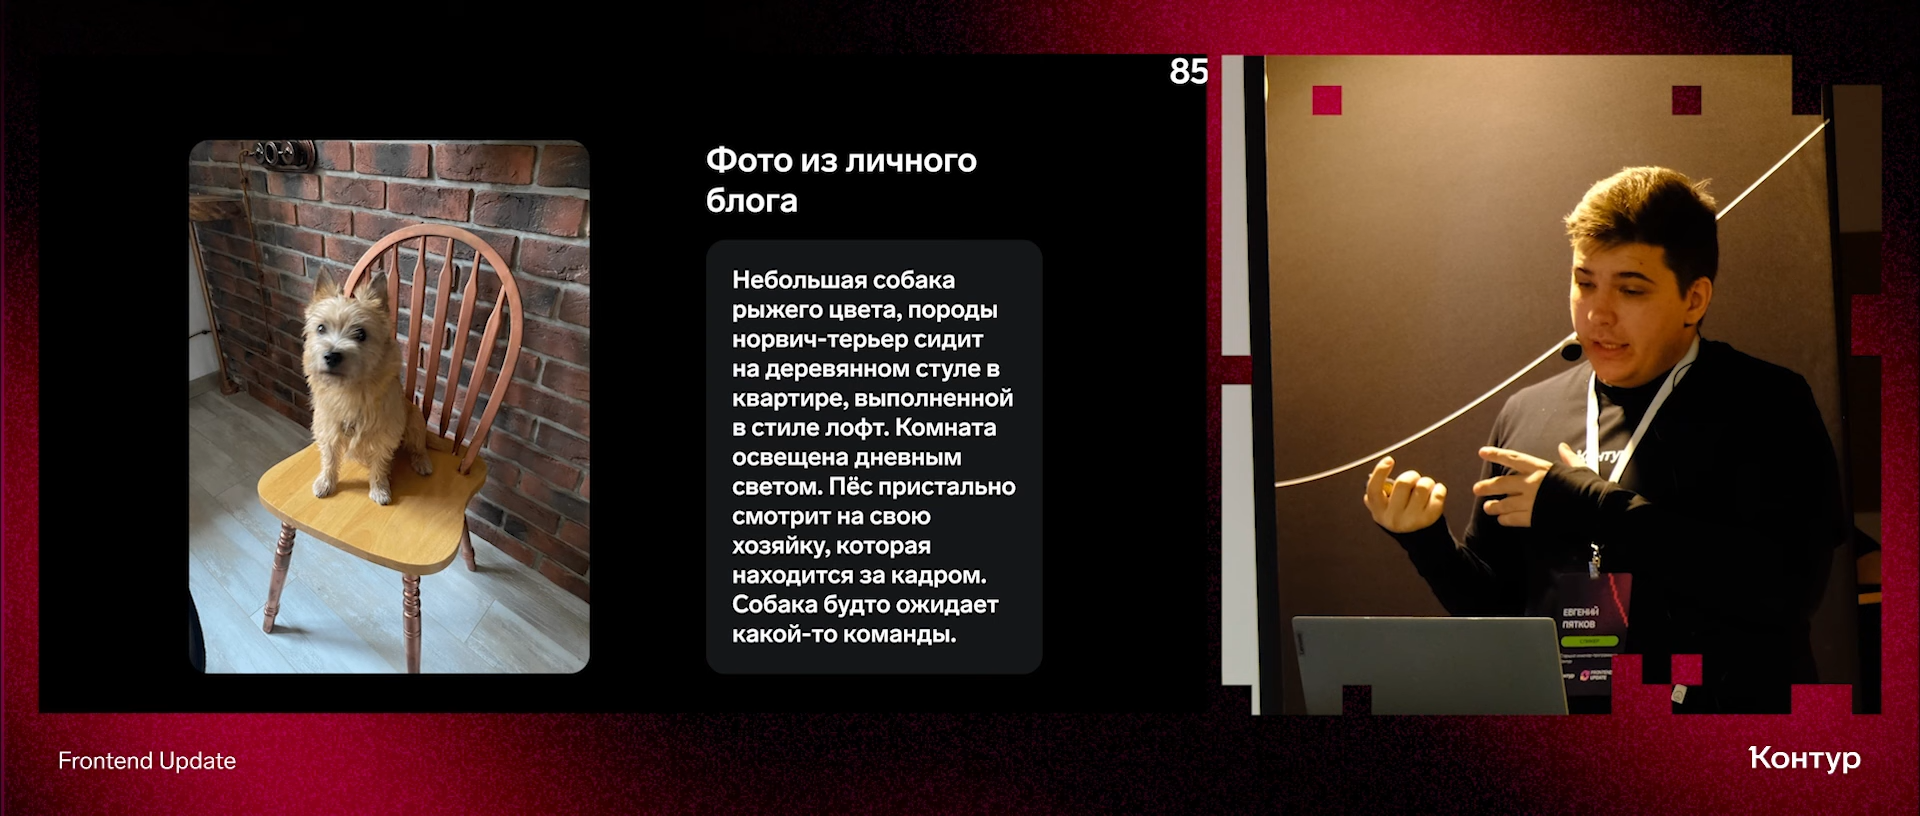 85
Фото из личного
блога
Небольшая собака
рыжего цвета, породы
норвич-терьер сидит
на деревянном стуле в
квартире, выполненной
в стиле лофт. Комната
освещена дневным
светом. Пёс пристально
смотрит на свою
хозяйку, которая
находится за кадром.
Собака будто ожидает
какой-то команды.
Контур
ЕВГЕНИЙ
ПЯТКОВ
Frontend Update
Контур